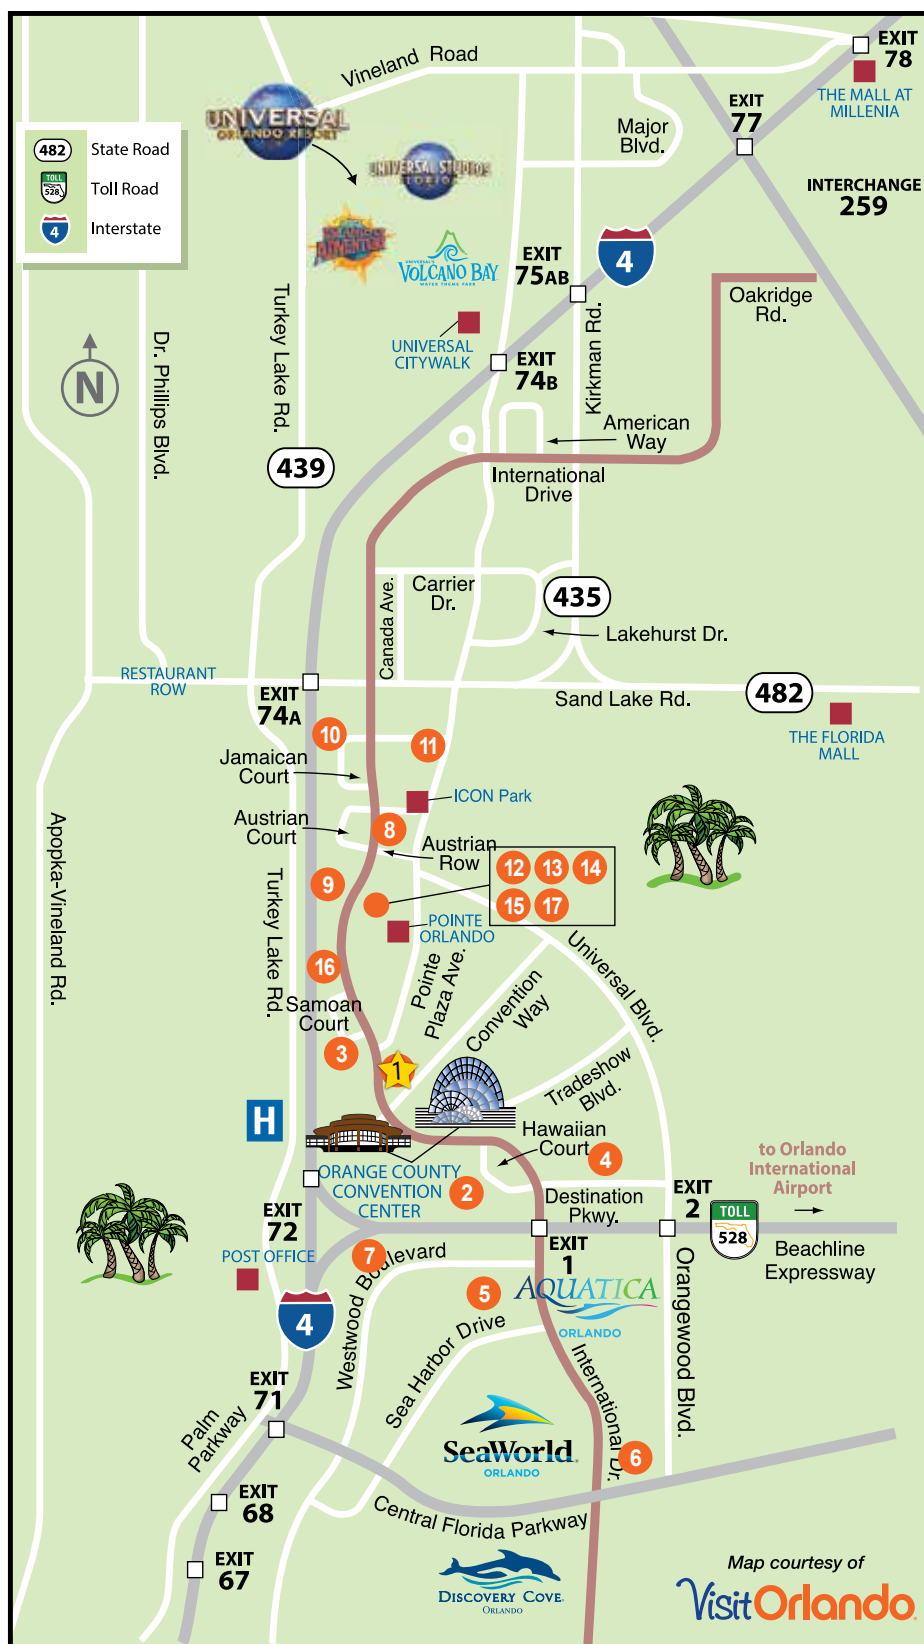 EXIT
78
THE MALL AT
MILLENIA
Vineland Road
UNIVERSAL
ORLANDO RESORT
EXIT
77
Major
Blvd.
482 State Road
TOLL
528
Toll Road
4 Interstate
UNIVERSAL STUDIOS
FLORIDA
INTERCHANGE
259
ISLANDS OF
ADVENTURE
UNIVERSAL'S
VOLCANO BAY
WATER THEME PARK
EXIT
75AB
4
Oakridge
Rd.
Turkey Lake Rd.
Dr. Phillips Blvd.
N
UNIVERSAL
CITYWALK
EXIT
74B
Kirkman Rd.
American
Way
439
International
Drive
Carrier
Dr.
Canada Ave.
435
Lakehurst Dr.
RESTAURANT
ROW
EXIT
74A
Sand Lake Rd.
482
THE FLORIDA
MALL
10
11
Jamaican
Court
ICON Park
Austrian
Court
8
Austrian
Row
Apopka-Vineland Rd.
12 13 14
15 17
9
Turkey Lake Rd.
POINTE
ORLANDO
Universal Blvd.
16
Pointe
Plaza Ave.
Convention
Way
Samoan
Court
3
1
Tradeshow
Blvd.
H
Hawaiian
Court
4
ORANGE COUNTY
CONVENTION
CENTER
2
to Orlando
International
Airport
Destination
Pkwy.
EXIT
2
EXIT
72
TOLL
528
Beachline
Expressway
POST OFFICE
7
Westwood Boulevard
EXIT
1
5
AQUATICA
ORLANDO
4
Sea Harbor Drive
International Dr.
Orangewood Blvd.
EXIT
71
Palm
Parkway
SeaWorld
ORLANDO
6
EXIT
68
Central Florida Parkway
EXIT
67
DISCOVERY COVE
ORLANDO
Map courtesy of
VisitOrlando